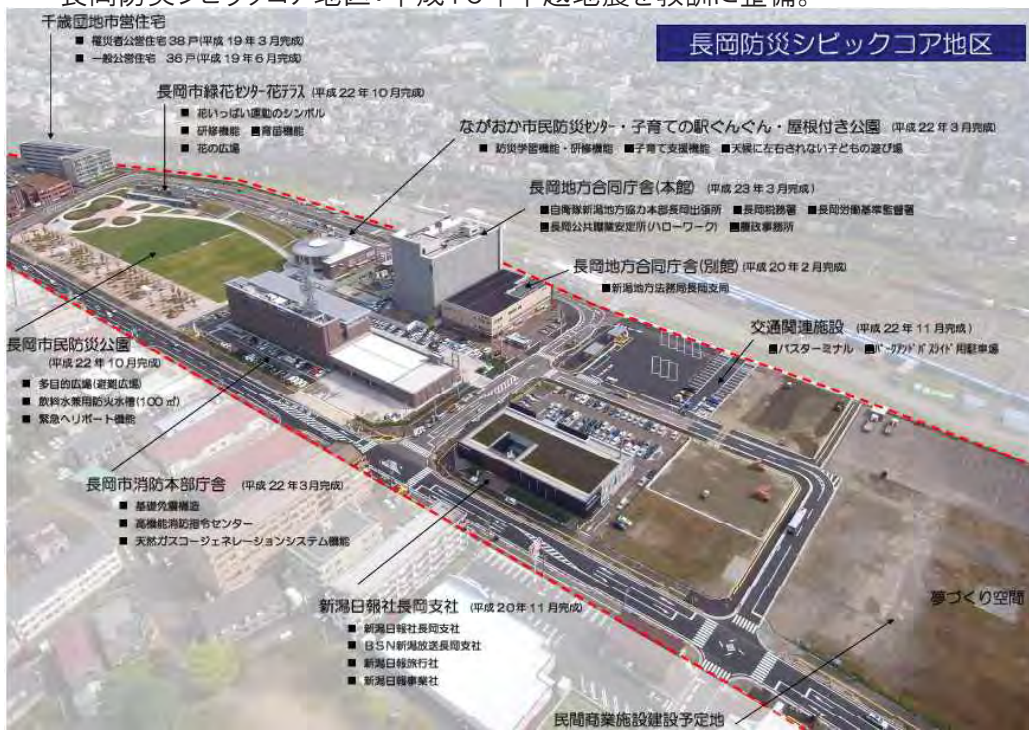 長岡防災シビックコア地区:平成16年中越地震を教訓に整備。
長岡防災シビックコア地区
千歳団地市営住宅
■ 罹災者公営住宅38戸(平成19年3月完成)
■ 一般公営住宅 36戸(平成19年6月完成)
長岡市緑花センター花テラス (平成22年10月完成)
■ 花いっぱい運動のシンボル
■ 研修機能 ■育苗機能
■ 花の広場
ながおか市民防災センター・子育ての駅ぐんぐん・屋根付き公園 (平成22年3月完成)
■ 防災学習機能・研修機能 ■子育て支援機能 ■天候に左右されない子どもの遊び場
長岡地方合同庁舎(本館) (平成23年3月完成)
■自衛隊新潟地方協力本部長岡出張所 ■長岡税務署 ■長岡労働基準監督署
■長岡公共職業安定所(ハローワーク) ■農政事務所
長岡地方合同庁舎(別館)(平成20年2月完成)
■新潟地方法務局長岡支局
交通関連施設 (平成22年11月完成)
■バスターミナル ■パークアンドバスライド用駐車場
長岡市民防災公園
(平成22年10月完成)
■ 多目的広場(避難広場)
■ 飲料水兼用防火水槽(100㎥)
■ 緊急ヘリポート機能
長岡市消防本部庁舎 (平成22年3月完成)
■ 基礎免震構造
■ 高機能消防指令センター
■ 天然ガスコージェネレーションシステム機能
新潟日報社長岡支社 (平成20年11月完成)
■ 新潟日報社長岡支社
■ BSN新潟放送長岡支社
■ 新潟日報旅行社
■ 新潟日報事業社
夢づくり空間
民間商業施設建設予定地